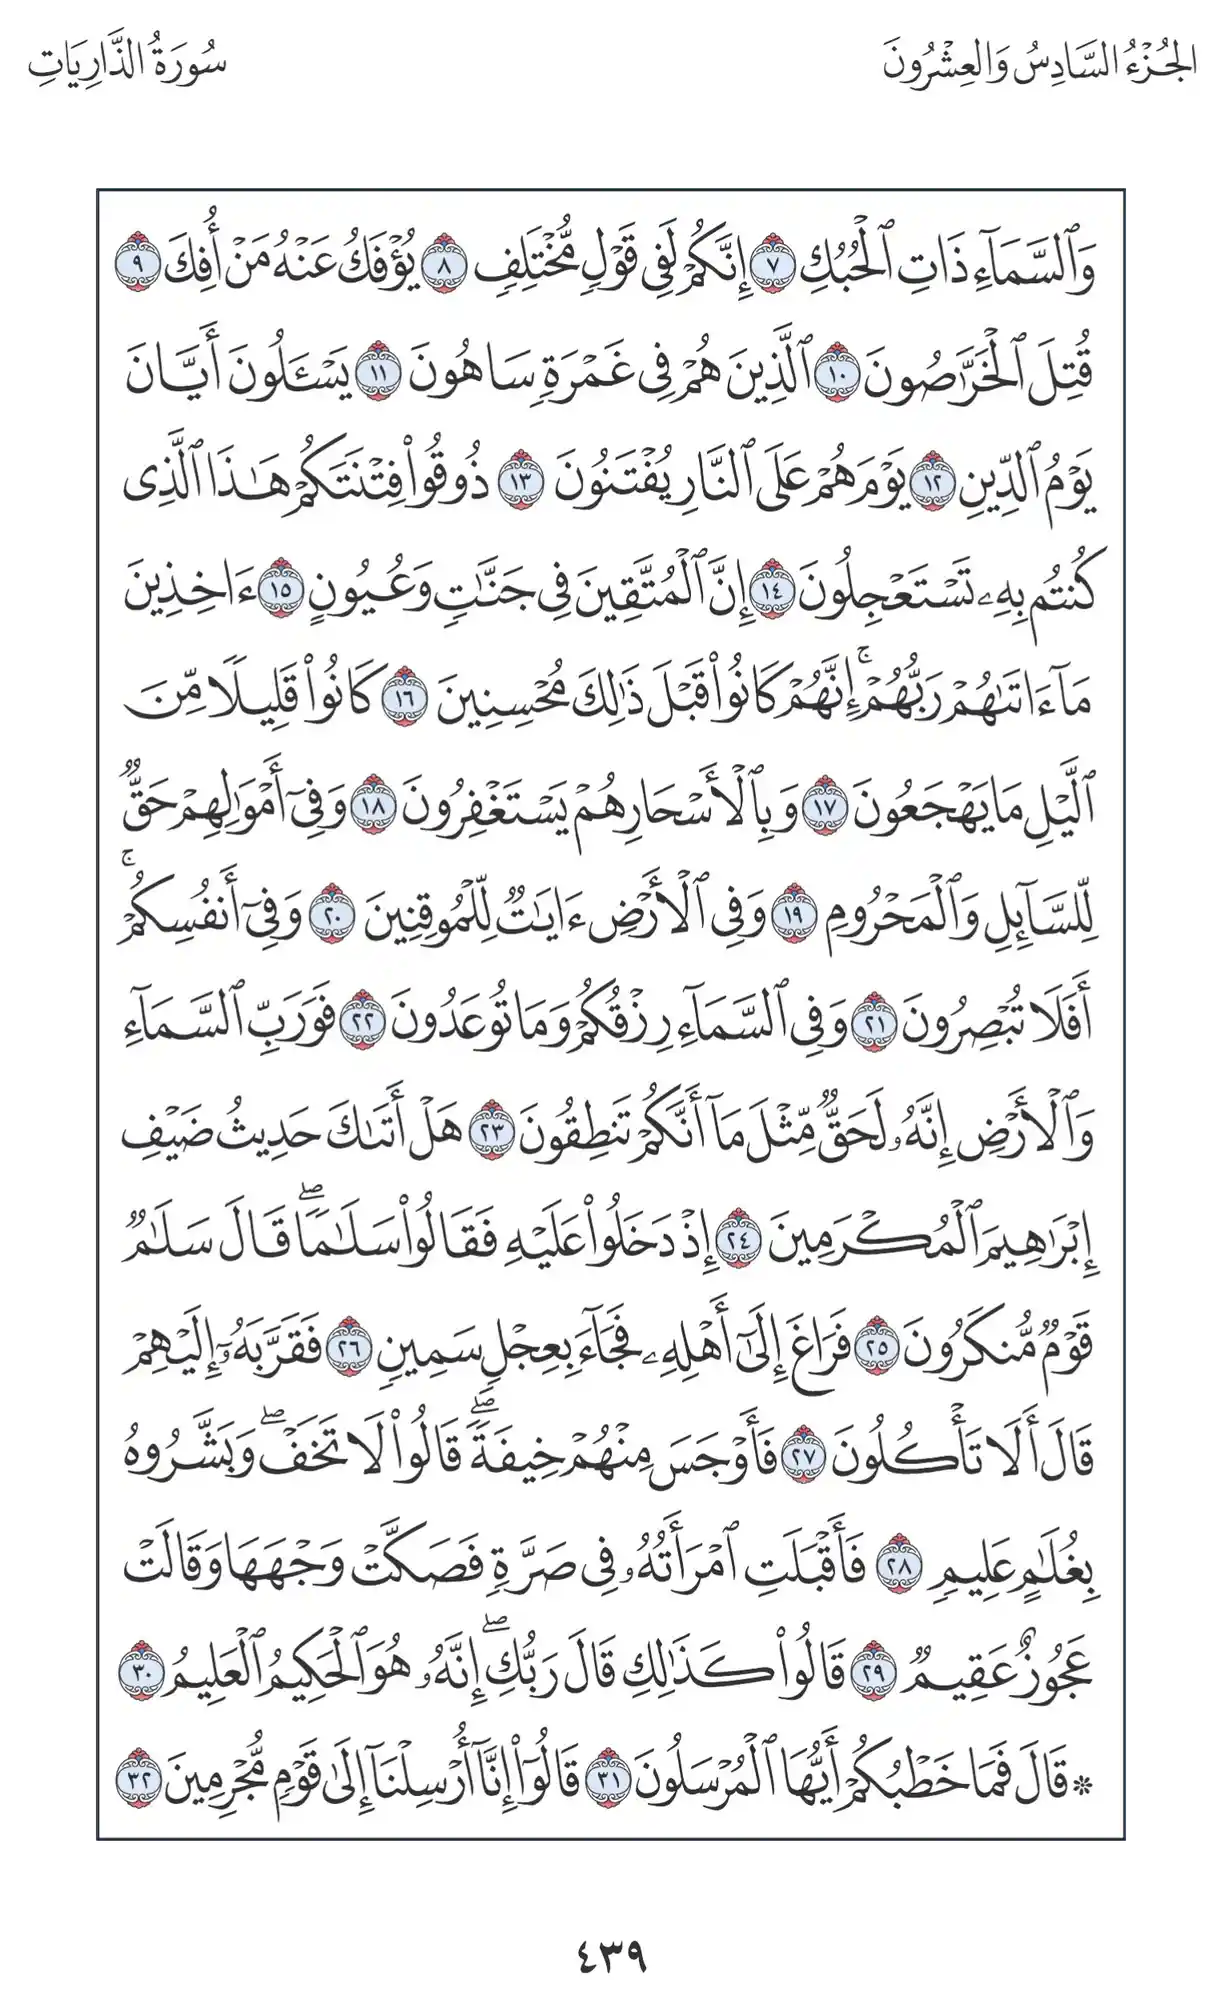 الجُزْءُ السَّادِسُ وَالعِشْرُونَ
سُورَةُ الذَّارِيَاتِ
وَٱلسَّمَآءِ ذَاتِ ٱلْحُبُكِ ٧ إِنَّكُمْ لَفِى قَوْلٍ مُّخْتَلِفٍ ٨ يُؤْفَكُ عَنْهُ مَنْ أُفِكَ ٩
قُتِلَ ٱلْخَرَّٰصُونَ ١٠ ٱلَّذِينَ هُمْ فِى غَمْرَةٍ سَاهُونَ ١١ يَسْـَٔلُونَ أَيَّانَ
يَوْمُ ٱلدِّينِ ١٢ يَوْمَ هُمْ عَلَى ٱلنَّارِ يُفْتَنُونَ ١٣ ذُوقُوا۟ فِتْنَتَكُمْ هَـٰذَا ٱلَّذِى
كُنتُم بِهِۦ تَسْتَعْجِلُونَ ١٤ إِنَّ ٱلْمُتَّقِينَ فِى جَنَّـٰتٍ وَعُيُونٍ ١٥ ءَاخِذِينَ
مَآ ءَاتَىٰهُمْ رَبُّهُمْ ۚ إِنَّهُمْ كَانُوا۟ قَبْلَ ذَٰلِكَ مُحْسِنِينَ ١٦ كَانُوا۟ قَلِيلًا مِّنَ
ٱلَّيْلِ مَا يَهْجَعُونَ ١٧ وَبِٱلْأَسْحَارِ هُمْ يَسْتَغْفِرُونَ ١٨ وَفِىٓ أَمْوَٰلِهِمْ حَقٌّ
لِّلسَّآئِلِ وَٱلْمَحْرُومِ ١٩ وَفِى ٱلْأَرْضِ ءَايَـٰتٌ لِّلْمُوقِنِينَ ٢٠ وَفِىٓ أَنفُسِكُمْ ۚ
أَفَلَا تُبْصِرُونَ ٢١ وَفِى ٱلسَّمَآءِ رِزْقُكُمْ وَمَا تُوعَدُونَ ٢٢ فَوَرَبِّ ٱلسَّمَآءِ
وَٱلْأَرْضِ إِنَّهُۥ لَحَقٌّ مِّثْلَ مَآ أَنَّكُمْ تَنطِقُونَ ٢٣ هَلْ أَتَىٰكَ حَدِيثُ ضَيْفِ
إِبْرَٰهِيمَ ٱلْمُكْرَمِينَ ٢٤ إِذْ دَخَلُوا۟ عَلَيْهِ فَقَالُوا۟ سَلَـٰمًا ۖ قَالَ سَلَـٰمٌ
قَوْمٌ مُّنكَرُونَ ٢٥ فَرَاغَ إِلَىٰٓ أَهْلِهِۦ فَجَآءَ بِعِجْلٍ سَمِينٍ ٢٦ فَقَرَّبَهُۥٓ إِلَيْهِمْ
قَالَ أَلَا تَأْكُلُونَ ٢٧ فَأَوْجَسَ مِنْهُمْ خِيفَةً ۖ قَالُوا۟ لَا تَخَفْ ۖ وَبَشَّرُوهُ
بِغُلَـٰمٍ عَلِيمٍ ٢٨ فَأَقْبَلَتِ ٱمْرَأَتُهُۥ فِى صَرَّةٍ فَصَكَّتْ وَجْهَهَا وَقَالَتْ
عَجُوزٌ عَقِيمٌ ٢٩ قَالُوا۟ كَذَٰلِكِ قَالَ رَبُّكِ ۖ إِنَّهُۥ هُوَ ٱلْحَكِيمُ ٱلْعَلِيمُ ٣٠
۞ قَالَ فَمَا خَطْبُكُمْ أَيُّهَا ٱلْمُرْسَلُونَ ٣١ قَالُوٓا۟ إِنَّآ أُرْسِلْنَآ إِلَىٰ قَوْمٍ مُّجْرِمِينَ ٣٢
٤٣٩